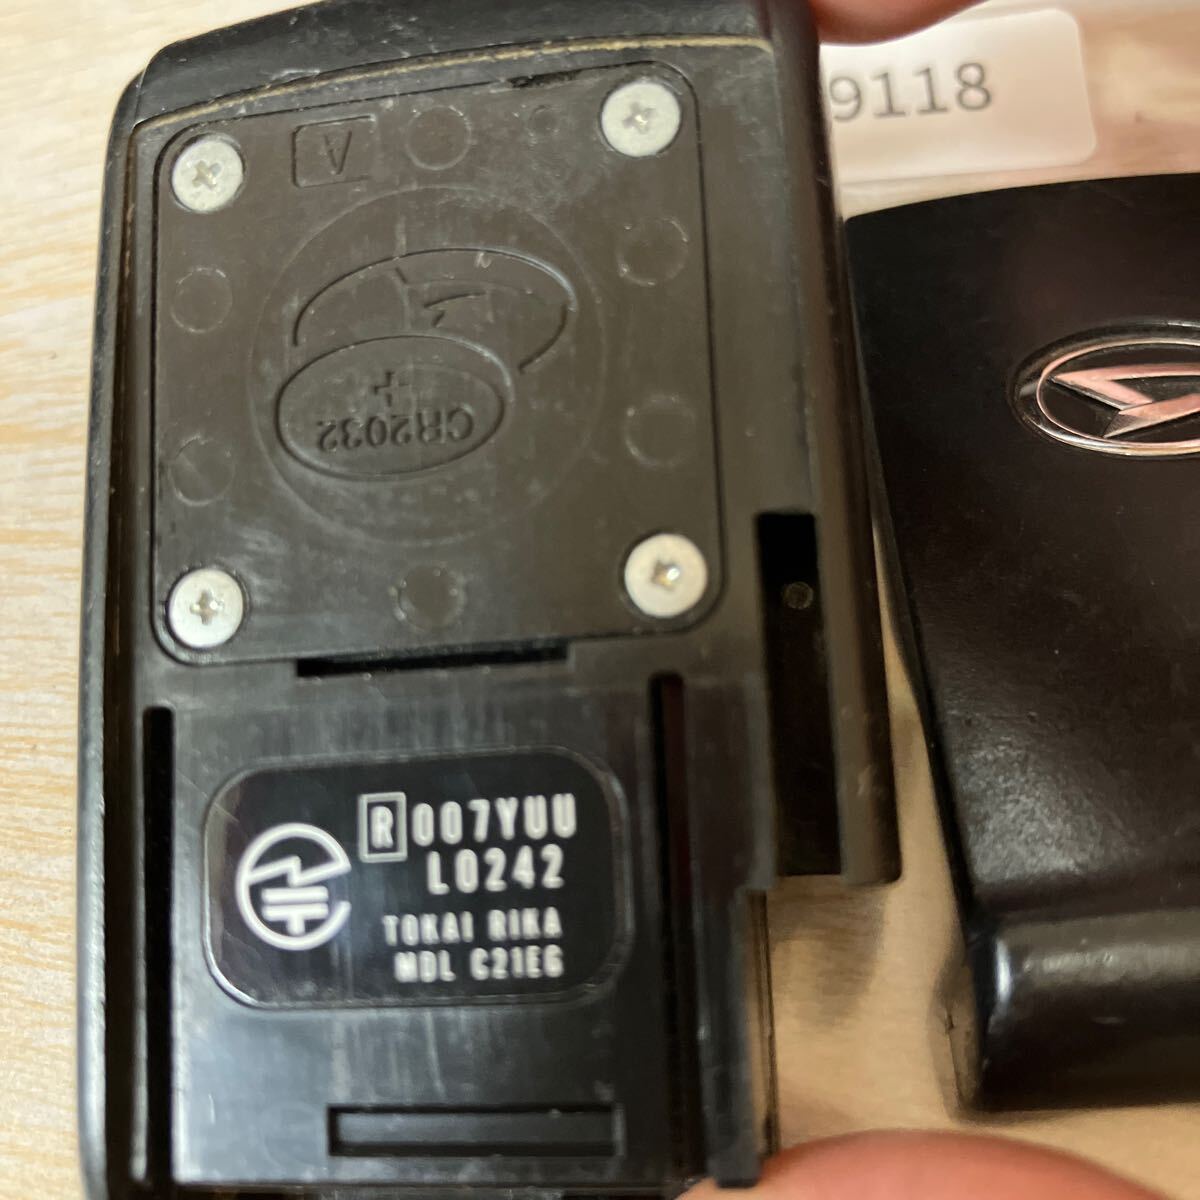 9118
A
CR2032
+
R 007YUU
L0242
TOKAI RIKA
MDL C21EG